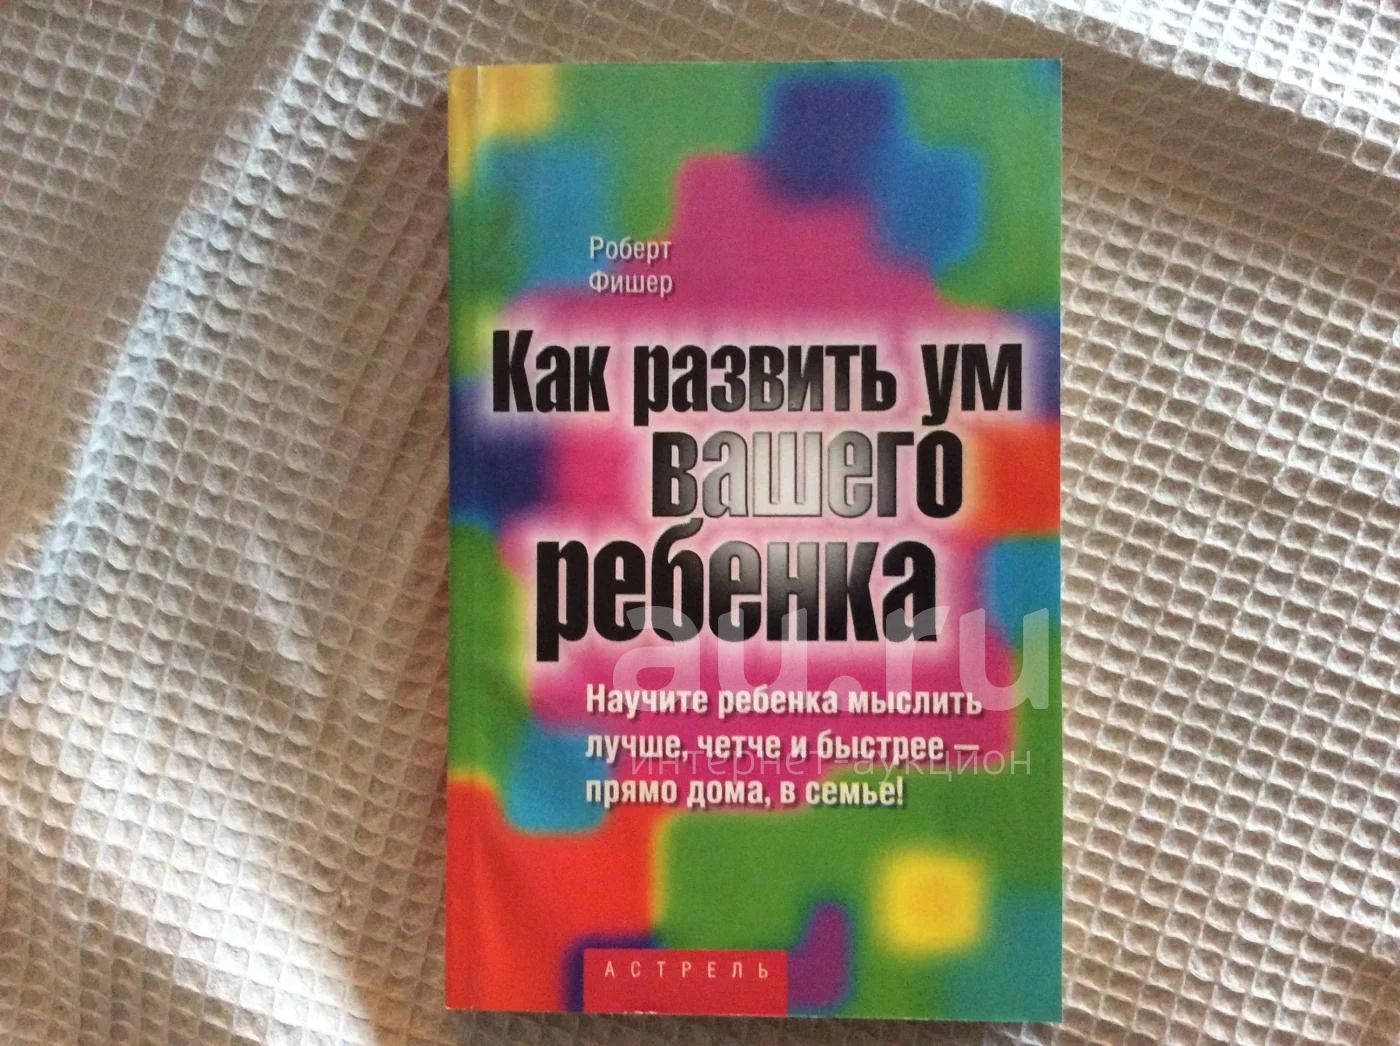 Роберт
Фишер
Как развить ум
вашего
ребенка
au.ru
Научите ребенка мыслить
лучше, четче и быстрее —
интернет-аукцион
прямо дома, в семье!
АСТРЕЛЬ